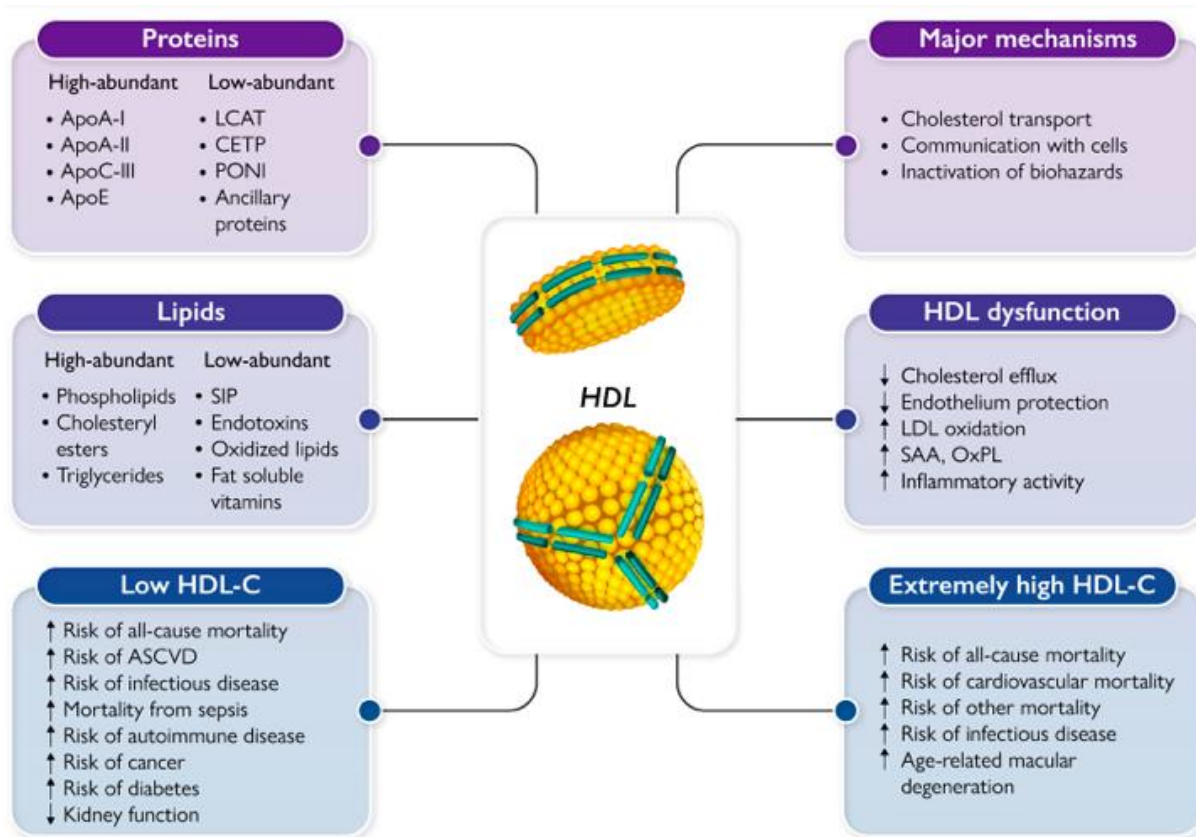 Proteins
High-abundant
• ApoA-I
• ApoA-II
• ApoC-III
• ApoE
Low-abundant
• LCAT
• CETP
• PONI
• Ancillary
proteins
Major mechanisms
• Cholesterol transport
• Communication with cells
• Inactivation of biohazards
Lipids
High-abundant
• Phospholipids
• Cholesteryl
esters
• Triglycerides
Low-abundant
• SIP
• Endotoxins
• Oxidized lipids
• Fat soluble
vitamins
HDL
HDL dysfunction
↓ Cholesterol efflux
↓ Endothelium protection
↑ LDL oxidation
↑ SAA, OxPL
↑ Inflammatory activity
Low HDL-C
↑ Risk of all-cause mortality
↑ Risk of ASCVD
↑ Risk of infectious disease
↑ Mortality from sepsis
↑ Risk of autoimmune disease
↑ Risk of cancer
↑ Risk of diabetes
↓ Kidney function
Extremely high HDL-C
↑ Risk of all-cause mortality
↑ Risk of cardiovascular mortality
↑ Risk of other mortality
↑ Risk of infectious disease
↑ Age-related macular
degeneration